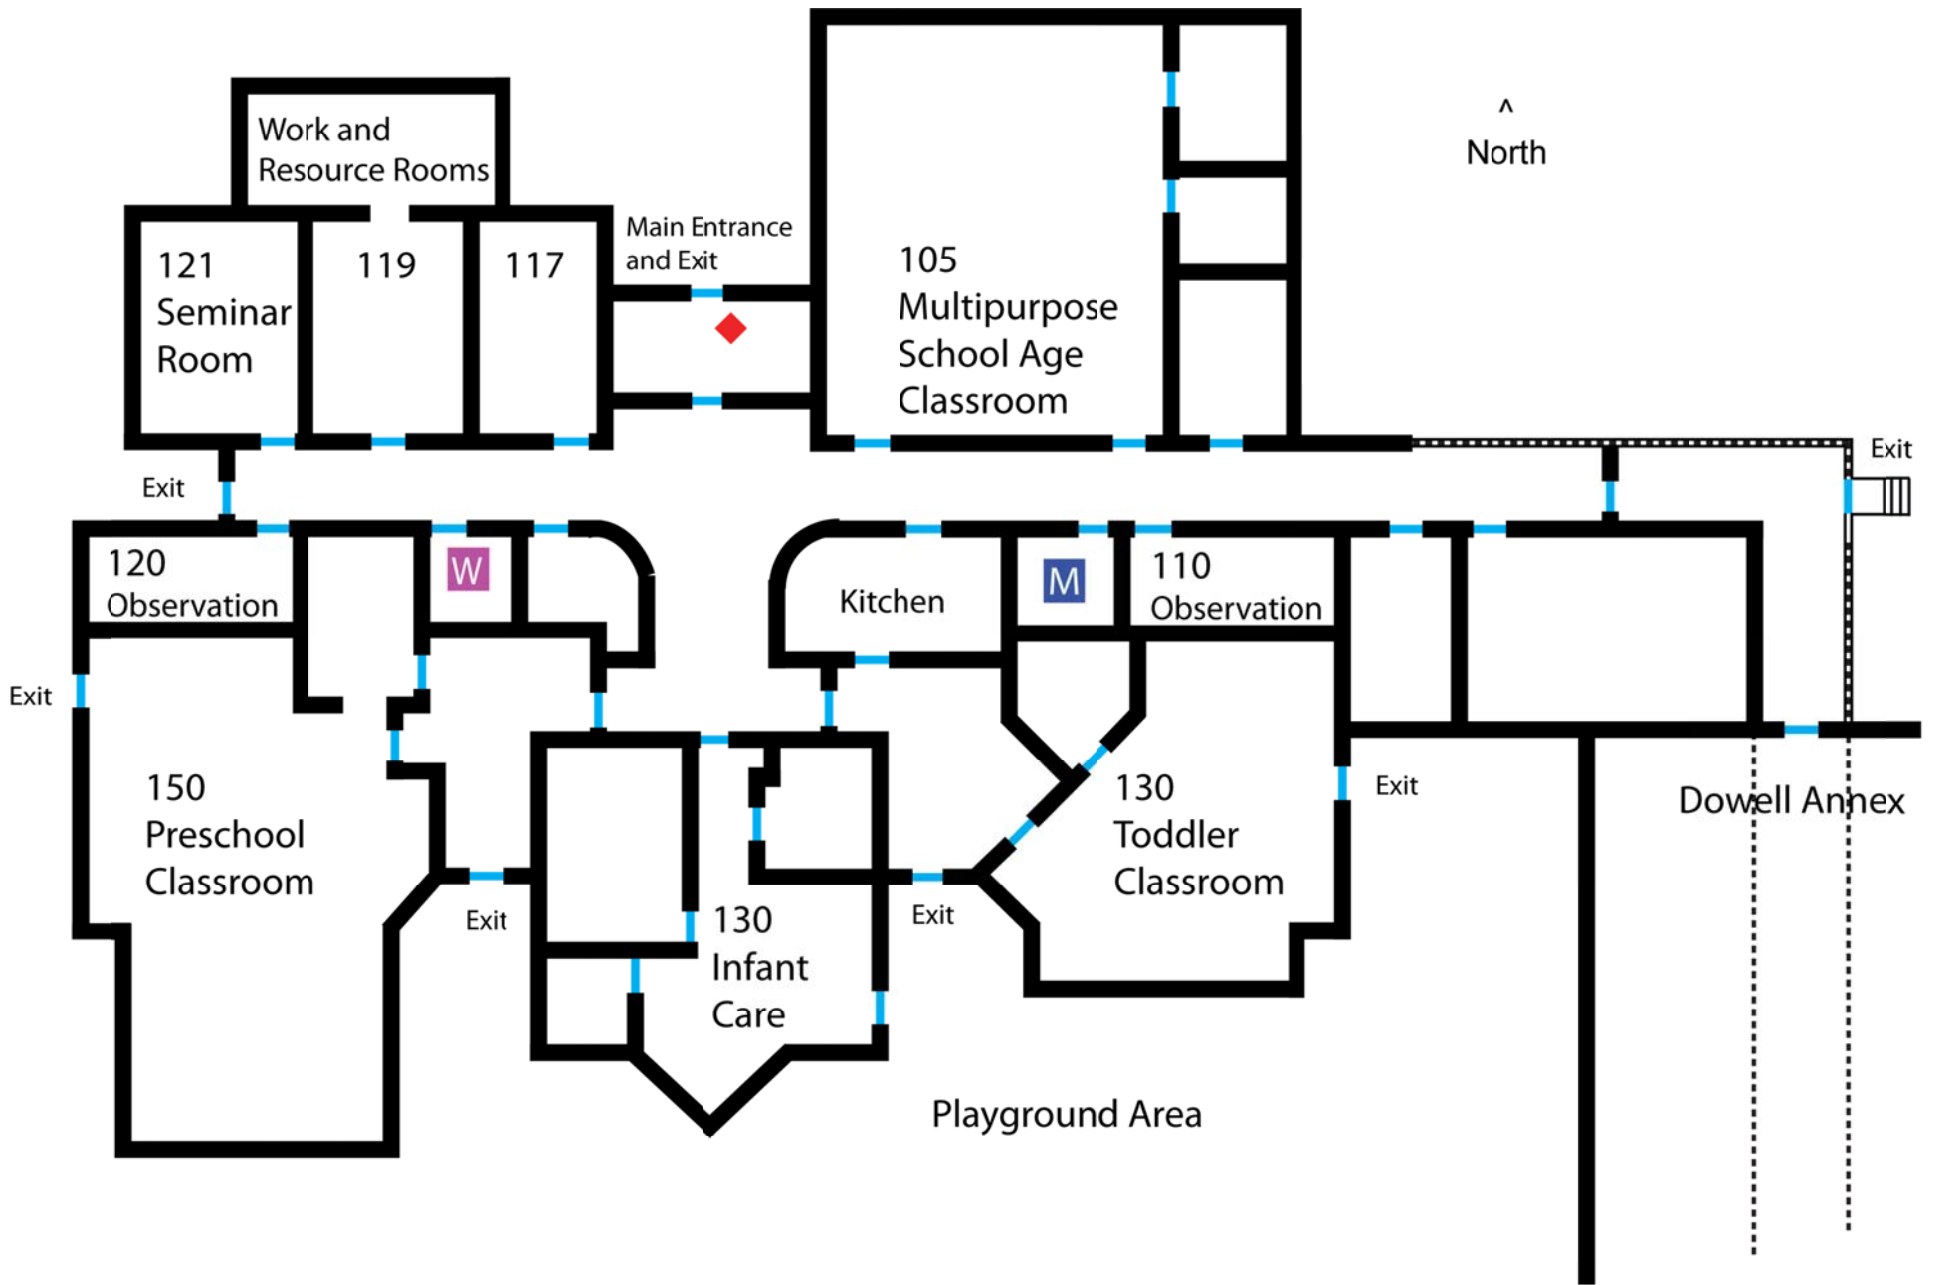 ^
North
Work and
Resource Rooms
Main Entrance
and Exit
121
Seminar
Room
119
117
105
Multipurpose
School Age
Classroom
Exit
Exit
120
Observation
W
Kitchen
M
110
Observation
Exit
150
Preschool
Classroom
130
Toddler
Classroom
Exit
Dowell Annex
Exit
130
Infant
Care
Exit
Playground Area